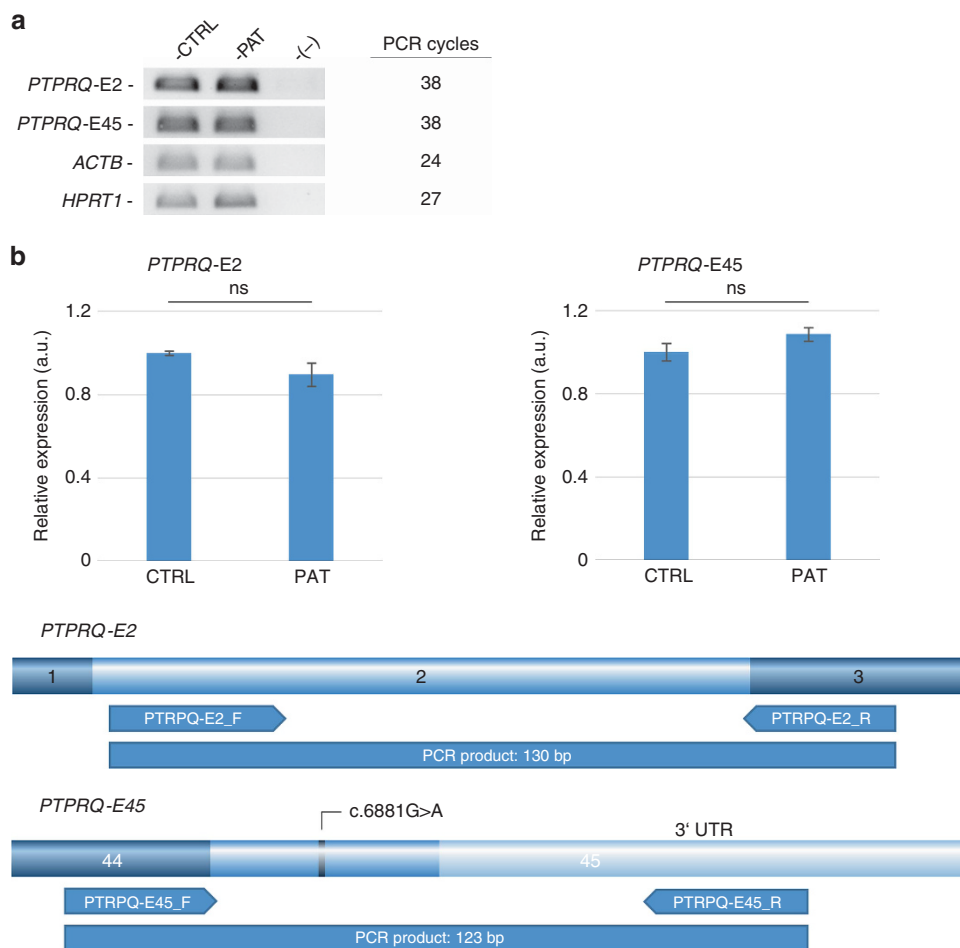 a
-CTRL -PAT -(–) PCR cycles
PTPRQ-E2 - 38
PTPRQ-E45 - 38
ACTB - 24
HPRT1 - 27
b
PTPRQ-E2 PTPRQ-E45
ns ns
Relative expression (a.u.) Relative expression (a.u.)
1.2 1.2
0.8 0.8
0.4 0.4
0 0
CTRL PAT CTRL PAT
PTPRQ-E2
1 2 3
PTRPQ-E2_F PTRPQ-E2_R
PCR product: 130 bp
PTPRQ-E45
c.6881G>A
3‘ UTR
44 45
PTRPQ-E45_F PTRPQ-E45_R
PCR product: 123 bp